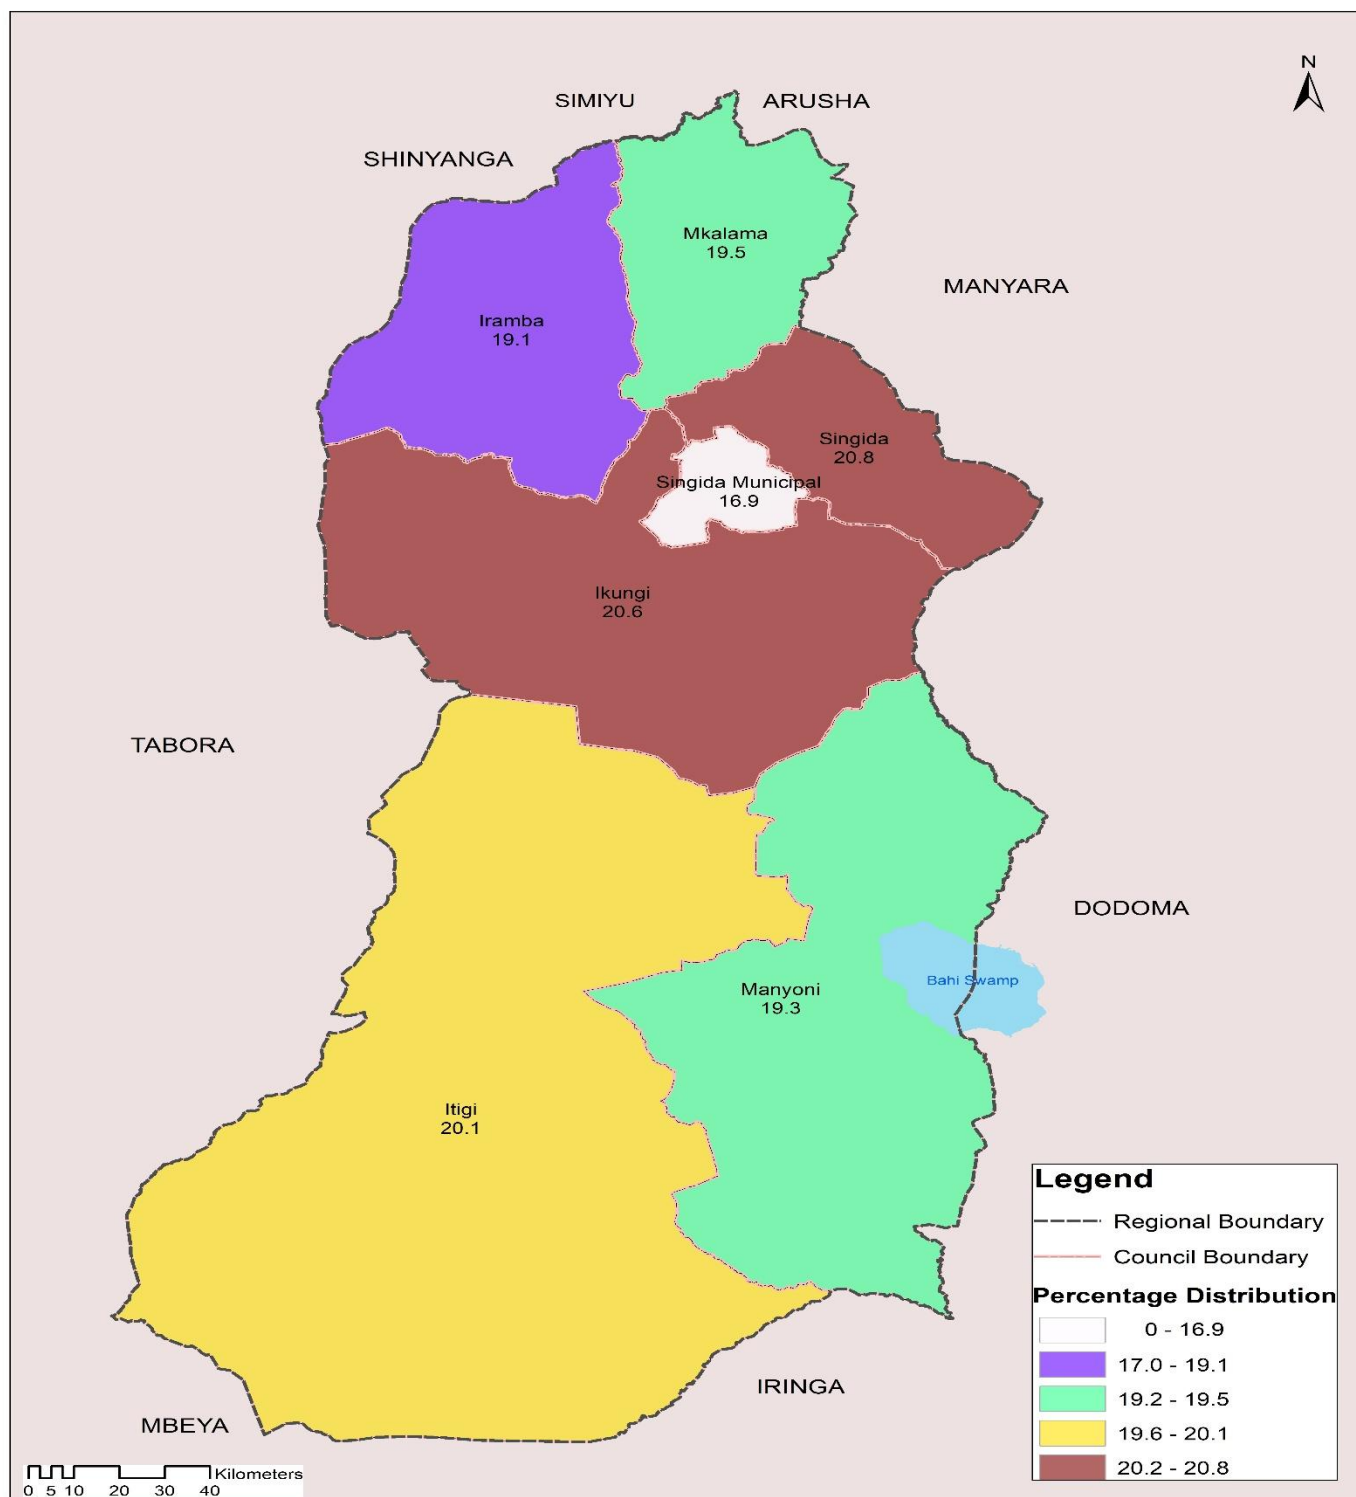 N
SIMIYU
ARUSHA
SHINYANGA
Mkalama
19.5
MANYARA
Iramba
19.1
Singida
20.8
Singida Municipal
16.9
Ikungi
20.6
TABORA
DODOMA
Bahi Swamp
Manyoni
19.3
Itigi
20.1
IRINGA
MBEYA
Legend
Regional Boundary
Council Boundary
Percentage Distribution
0 - 16.9
17.0 - 19.1
19.2 - 19.5
19.6 - 20.1
20.2 - 20.8
Kilometers
0 5 10 20 30 40